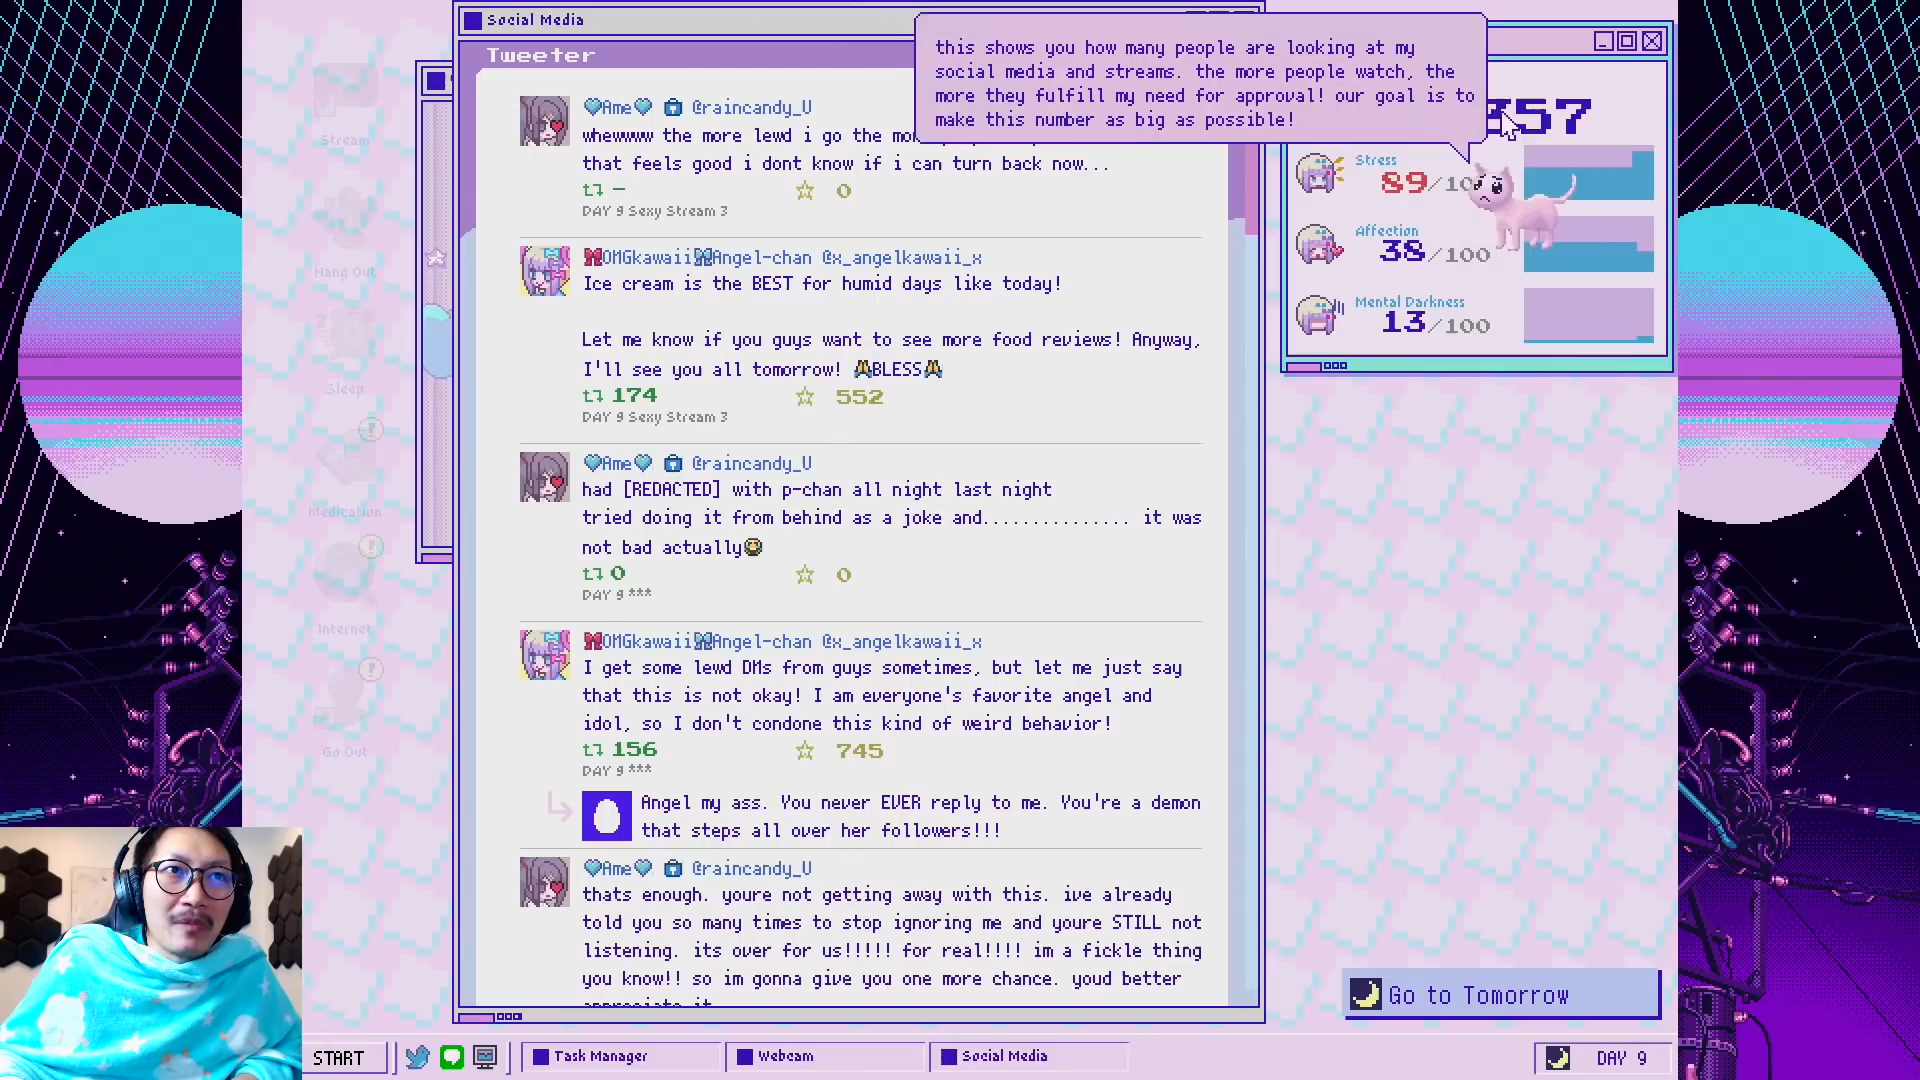 Social Media
Tweeter
this shows you how many people are looking at my
social media and streams. the more people watch, the
more they fulfill my need for approval! our goal is to
make this number as big as possible!
Ame @raincandy_U
whewwww the more lewd i go the
that feels good i dont know if i can turn back now...
0
DAY 9 Sexy Stream 3
OMGkawaiiAngel-chan @x_angelkawaii_x
Ice cream is the BEST for humid days like today!
Let me know if you guys want to see more food reviews! Anyway,
I'll see you all tomorrow! BLESS
174 552
DAY 9 Sexy Stream 3
Ame @raincandy_U
had [REDACTED] with p-chan all night last night
tried doing it from behind as a joke and............... it was
not bad actually
0 0
DAY 9 ***
OMGkawaiiAngel-chan @x_angelkawaii_x
I get some lewd DMs from guys sometimes, but let me just say
that this is not okay! I am everyone's favorite angel and
idol, so I don't condone this kind of weird behavior!
156 745
DAY 9 ***
Angel my ass. You never EVER reply to me. You're a demon
that steps all over her followers!!!
Ame @raincandy_U
thats enough. youre not getting away with this. ive already
told you so many times to stop ignoring me and youre STILL not
listening. its over for us!!!!! for real!!!! im a fickle thing
you know!! so im gonna give you one more chance. youd better
appreciate it
Stream
Hang Out
Sleep
Medication
Internet
Go Out
57
Stress
89/100
Affection
38/100
Mental Darkness
13/100
Go to Tomorrow
START
Task Manager
Webcam
Social Media
DAY 9